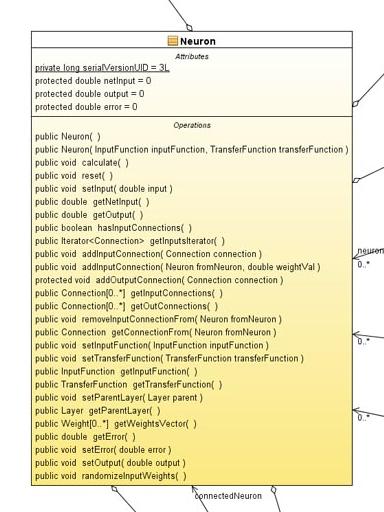 Neuron
Attributes
private long serialVersionUID = 3L
protected double netInput = 0
protected double output = 0
protected double error = 0
Operations
public Neuron( )
public Neuron( InputFunction inputFunction, TransferFunction transferFunction )
public void calculate( )
public void reset( )
public void setInput( double input )
public double getNetInput( )
public double getOutput( )
public boolean hasInputConnections( )
public Iterator<Connection> getInputsIterator( )
public void addInputConnection( Connection connection )
public void addInputConnection( Neuron fromNeuron, double weightVal )
protected void addOutputConnection( Connection connection )
public Connection[0..*] getInputConnections( )
public Connection[0..*] getOutConnections( )
public void removeInputConnectionFrom( Neuron fromNeuron )
public Connection getConnectionFrom( Neuron fromNeuron )
public void setInputFunction( InputFunction inputFunction )
public void setTransferFunction( TransferFunction transferFunction )
public InputFunction getInputFunction( )
public TransferFunction getTransferFunction( )
public void setParentLayer( Layer parent )
public Layer getParentLayer( )
public Weight[0..*] getWeightsVector( )
public double getError( )
public void setError( double error )
public void setOutput( double output )
public void randomizeInputWeights( )
neuron
0..*
0..*
0..*
connectedNeuron